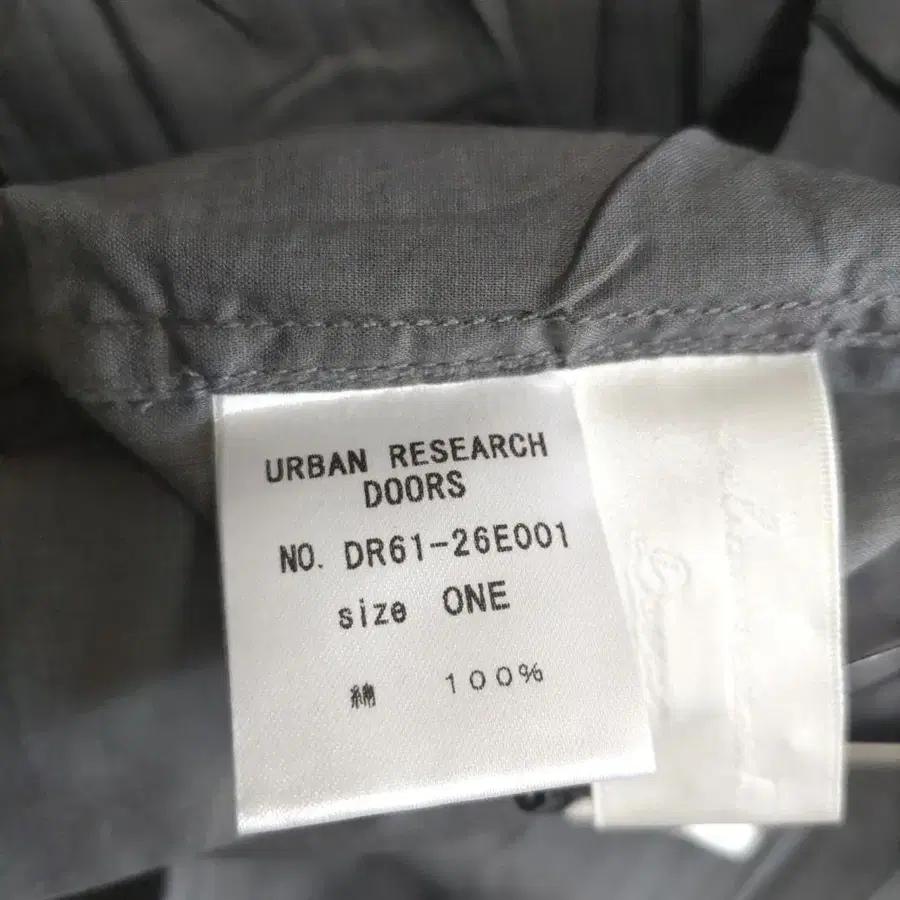 URBAN RESEARCH
DOORS
NO. DR61-26E001
size ONE
綿 100%